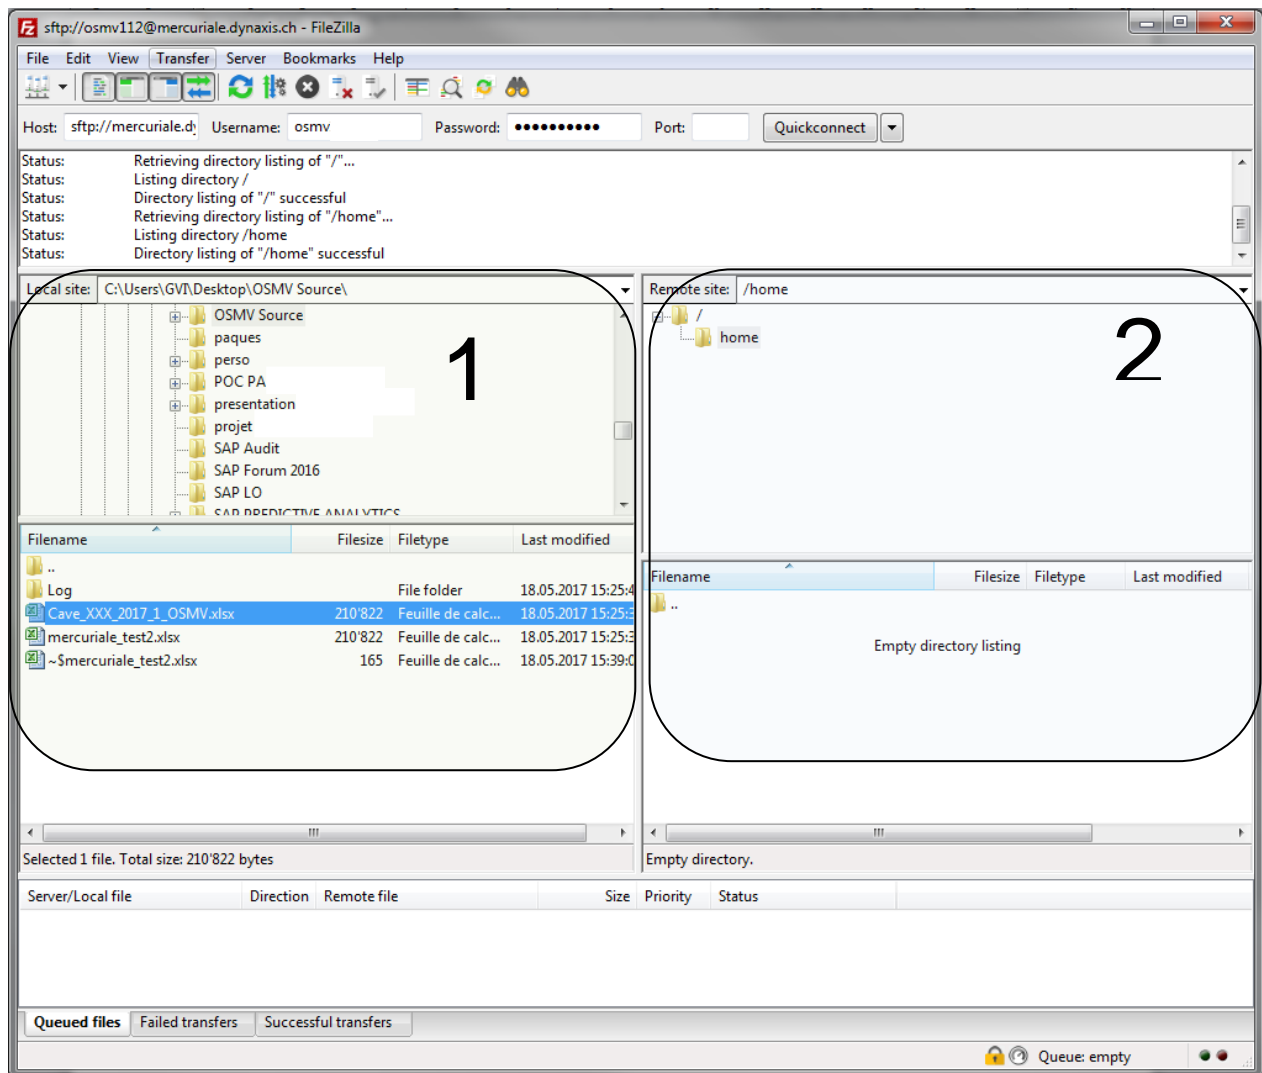 sftp://osmv112@mercuriale.dynaxis.ch - FileZilla
File Edit View Transfer Server Bookmarks Help
Host: sftp://mercuriale.dy Username: osmv Password: ●●●●●●●●●● Port: Quickconnect
Status: Retrieving directory listing of "/"...
Status: Listing directory /
Status: Directory listing of "/" successful
Status: Retrieving directory listing of "/home"...
Status: Listing directory /home
Status: Directory listing of "/home" successful
Local site: C:\Users\GVI\Desktop\OSMV Source\
OSMV Source
paques
perso
POC PA
presentation
projet
SAP Audit
SAP Forum 2016
SAP LO
SAP PREDICTIVE ANALYTICS
1
Filename Filesize Filetype Last modified
..
Log File folder 18.05.2017 15:25:4
Cave_XXX_2017_1_OSMV.xlsx 210'822 Feuille de calc... 18.05.2017 15:25:3
mercuriale_test2.xlsx 210'822 Feuille de calc... 18.05.2017 15:25:3
~$mercuriale_test2.xlsx 165 Feuille de calc... 18.05.2017 15:39:0
Selected 1 file. Total size: 210'822 bytes
Remote site: /home
/
home
2
Filename Filesize Filetype Last modified
..
Empty directory listing
Empty directory.
Server/Local file Direction Remote file Size Priority Status
Queued files Failed transfers Successful transfers
Queue: empty